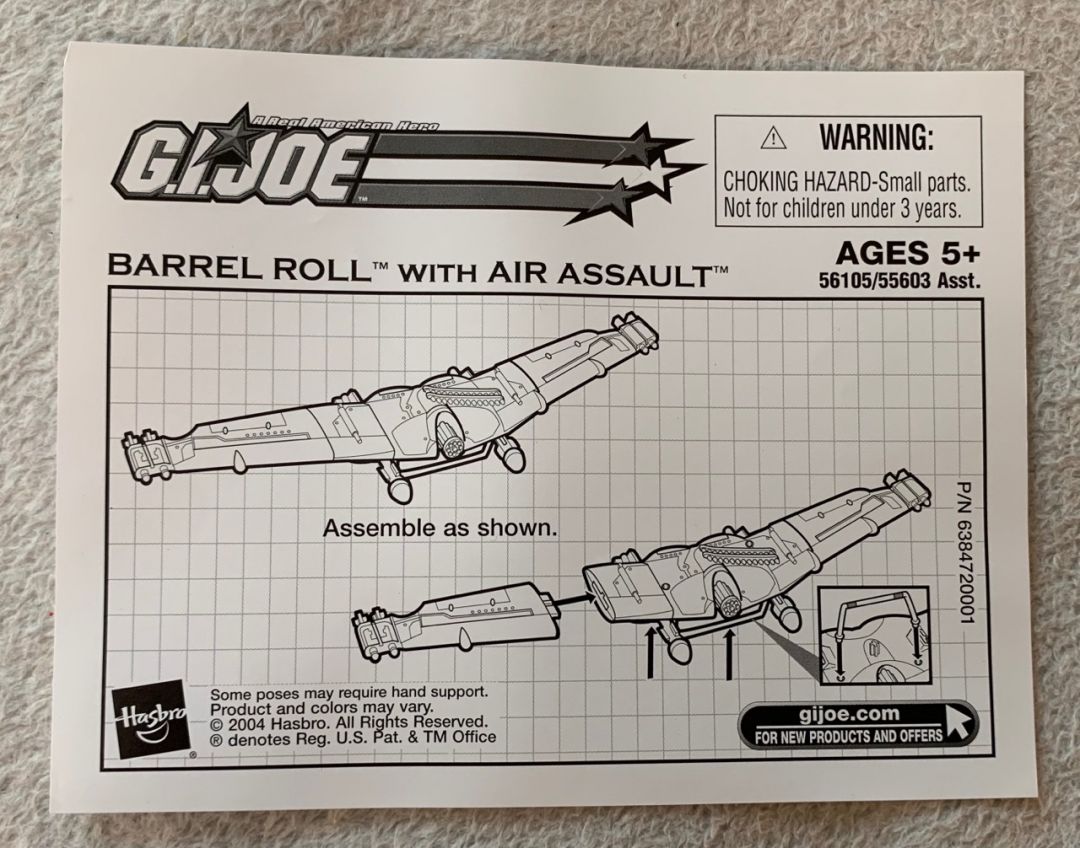 A Real American Hero
G.I.JOE ™
⚠ WARNING:
CHOKING HAZARD-Small parts.
Not for children under 3 years.
BARREL ROLL™ WITH AIR ASSAULT™
AGES 5+
56105/55603 Asst.
Assemble as shown.
P/N 6384720001
Hasbro ®
Some poses may require hand support.
Product and colors may vary.
© 2004 Hasbro. All Rights Reserved.
® denotes Reg. U.S. Pat. & TM Office
gijoe.com
FOR NEW PRODUCTS AND OFFERS